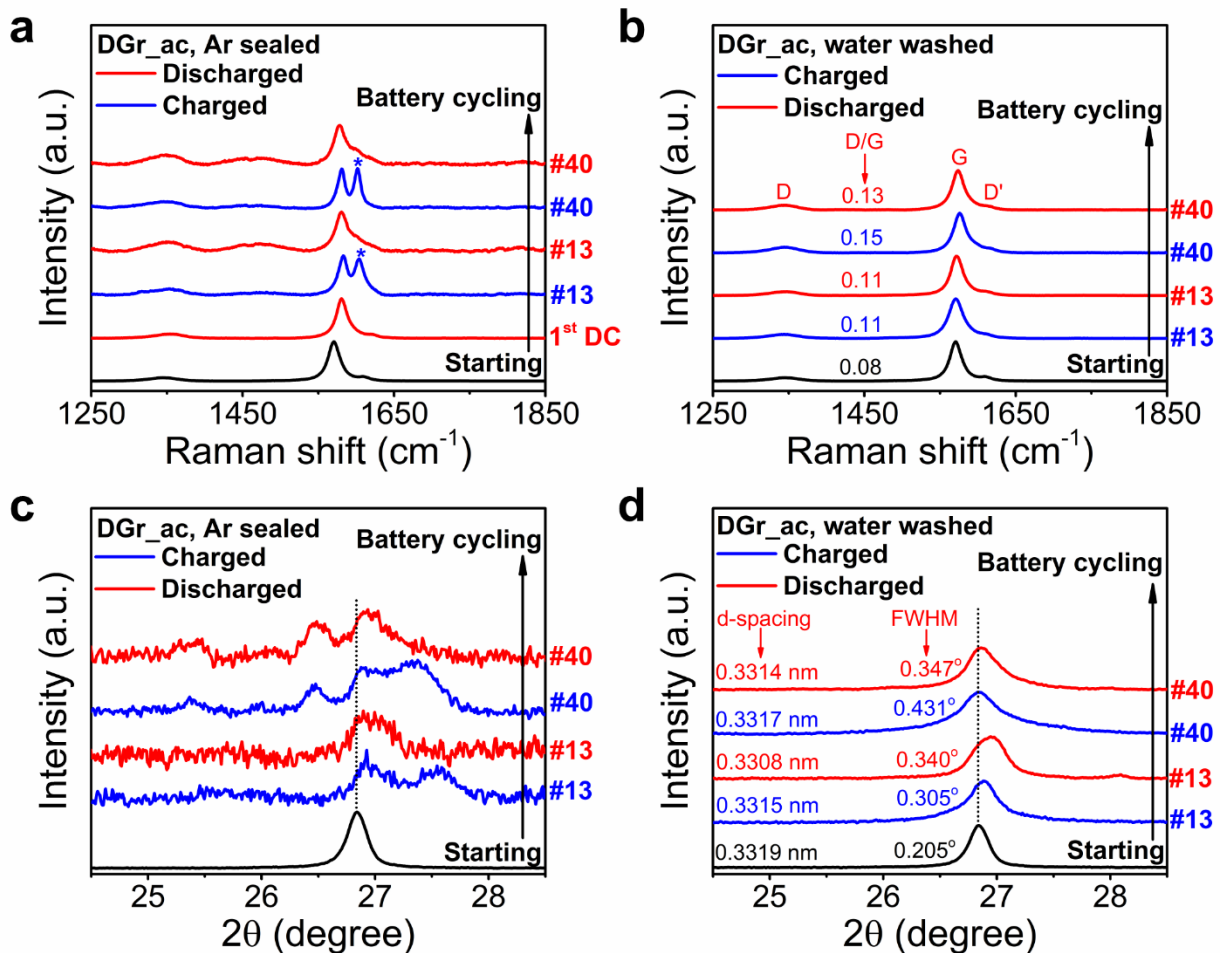 a
DGr_ac, Ar sealed
Discharged
Charged
Battery cycling
*
*
#40
#40
#13
#13
1st DC
Starting
Intensity (a.u.)
1250 1450 1650 1850
Raman shift (cm-1)
b
DGr_ac, water washed
Charged
Discharged
Battery cycling
D/G
G
D
D'
0.13
0.15
0.11
0.11
0.08
#40
#40
#13
#13
Starting
Intensity (a.u.)
1250 1450 1650 1850
Raman shift (cm-1)
c
DGr_ac, Ar sealed
Charged
Discharged
Battery cycling
#40
#40
#13
#13
Starting
Intensity (a.u.)
25 26 27 28
2θ (degree)
d
DGr_ac, water washed
Charged
Discharged
Battery cycling
d-spacing FWHM
0.3314 nm 0.347o
#40
0.3317 nm 0.431o
#40
0.3308 nm 0.340o
#13
0.3315 nm 0.305o
#13
0.3319 nm 0.205o
Starting
Intensity (a.u.)
25 26 27 28
2θ (degree)